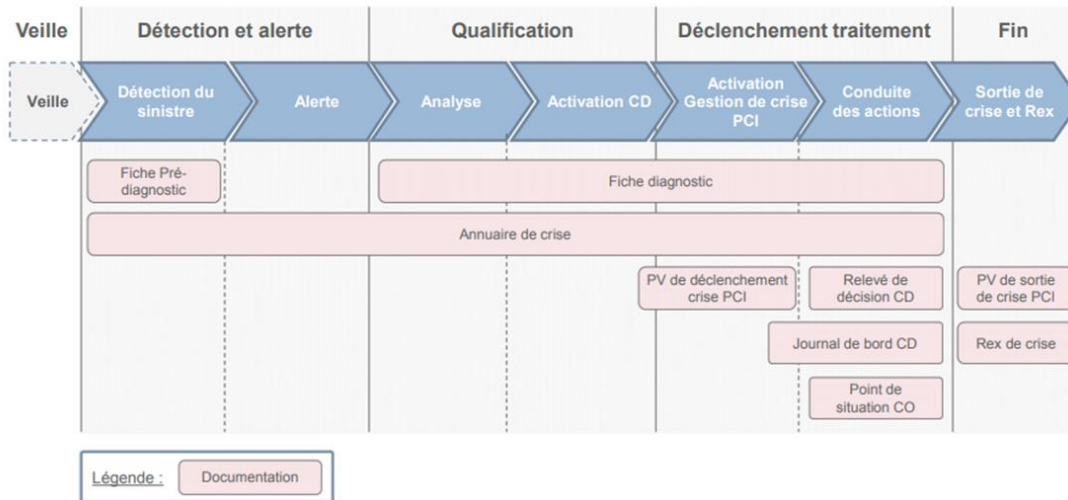 Veille
Détection et alerte
Qualification
Déclenchement traitement
Fin
Veille
Détection du
sinistre
Alerte
Analyse
Activation CD
Activation
Gestion de crise
PCI
Conduite
des actions
Sortie de
crise et Rex
Fiche Pré-
diagnostic
Fiche diagnostic
Annuaire de crise
PV de déclenchement
crise PCI
Relevé de
décision CD
PV de sortie
de crise PCI
Journal de bord CD
Rex de crise
Point de
situation CO
Légende :
Documentation